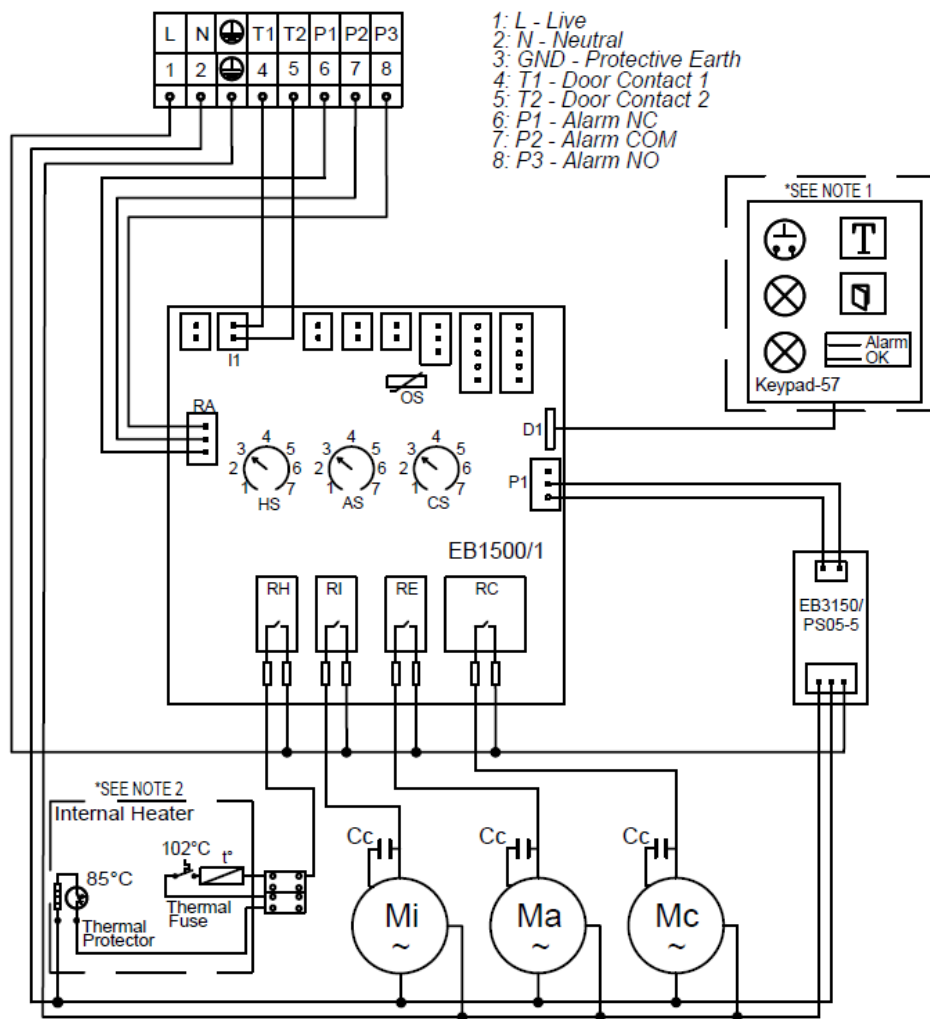 L N T1 T2 P1 P2 P3
1 2 4 5 6 7 8
1: L - Live
2: N - Neutral
3: GND - Protective Earth
4: T1 - Door Contact 1
5: T2 - Door Contact 2
6: P1 - Alarm NC
7: P2 - Alarm COM
8: P3 - Alarm NO
*SEE NOTE 1
T
Alarm
OK
Keypad-57
I1
OS
RA
D1
P1
1 2 3 4 5 6 7
HS
1 2 3 4 5 6 7
AS
1 2 3 4 5 6 7
CS
EB1500/1
RH RI RE RC
EB3150/
PS05-5
*SEE NOTE 2
Internal Heater
102°C
t°
85°C
Thermal
Fuse
Thermal
Protector
Cc Cc Cc
Mi Ma Mc
~ ~ ~